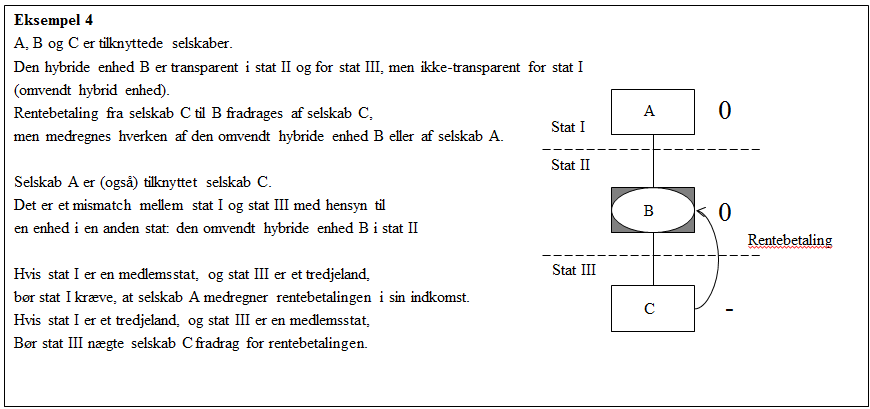 Eksempel 4
A, B og C er tilknyttede selskaber.
Den hybride enhed B er transparent i stat II og for stat III, men ikke-transparent for stat I
(omvendt hybrid enhed).
Rentebetaling fra selskab C til B fradrages af selskab C,
men medregnes hverken af den omvendt hybride enhed B eller af selskab A.
Selskab A er (også) tilknyttet selskab C.
Det er et mismatch mellem stat I og stat III med hensyn til
en enhed i en anden stat: den omvendt hybride enhed B i stat II
Hvis stat I er en medlemsstat, og stat III er et tredjeland,
bør stat I kræve, at selskab A medregner rentebetalingen i sin indkomst.
Hvis stat I er et tredjeland, og stat III er en medlemsstat,
Bør stat III nægte selskab C fradrag for rentebetalingen.
A
0
Stat I
Stat II
B
0
Rentebetaling
Stat III
C
-